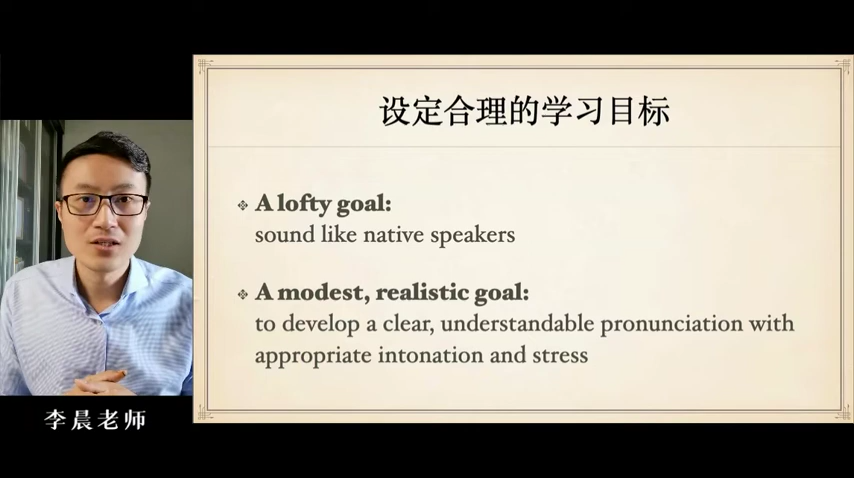 设定合理的学习目标
A lofty goal:
sound like native speakers
A modest, realistic goal:
to develop a clear, understandable pronunciation with
appropriate intonation and stress
李晨老师